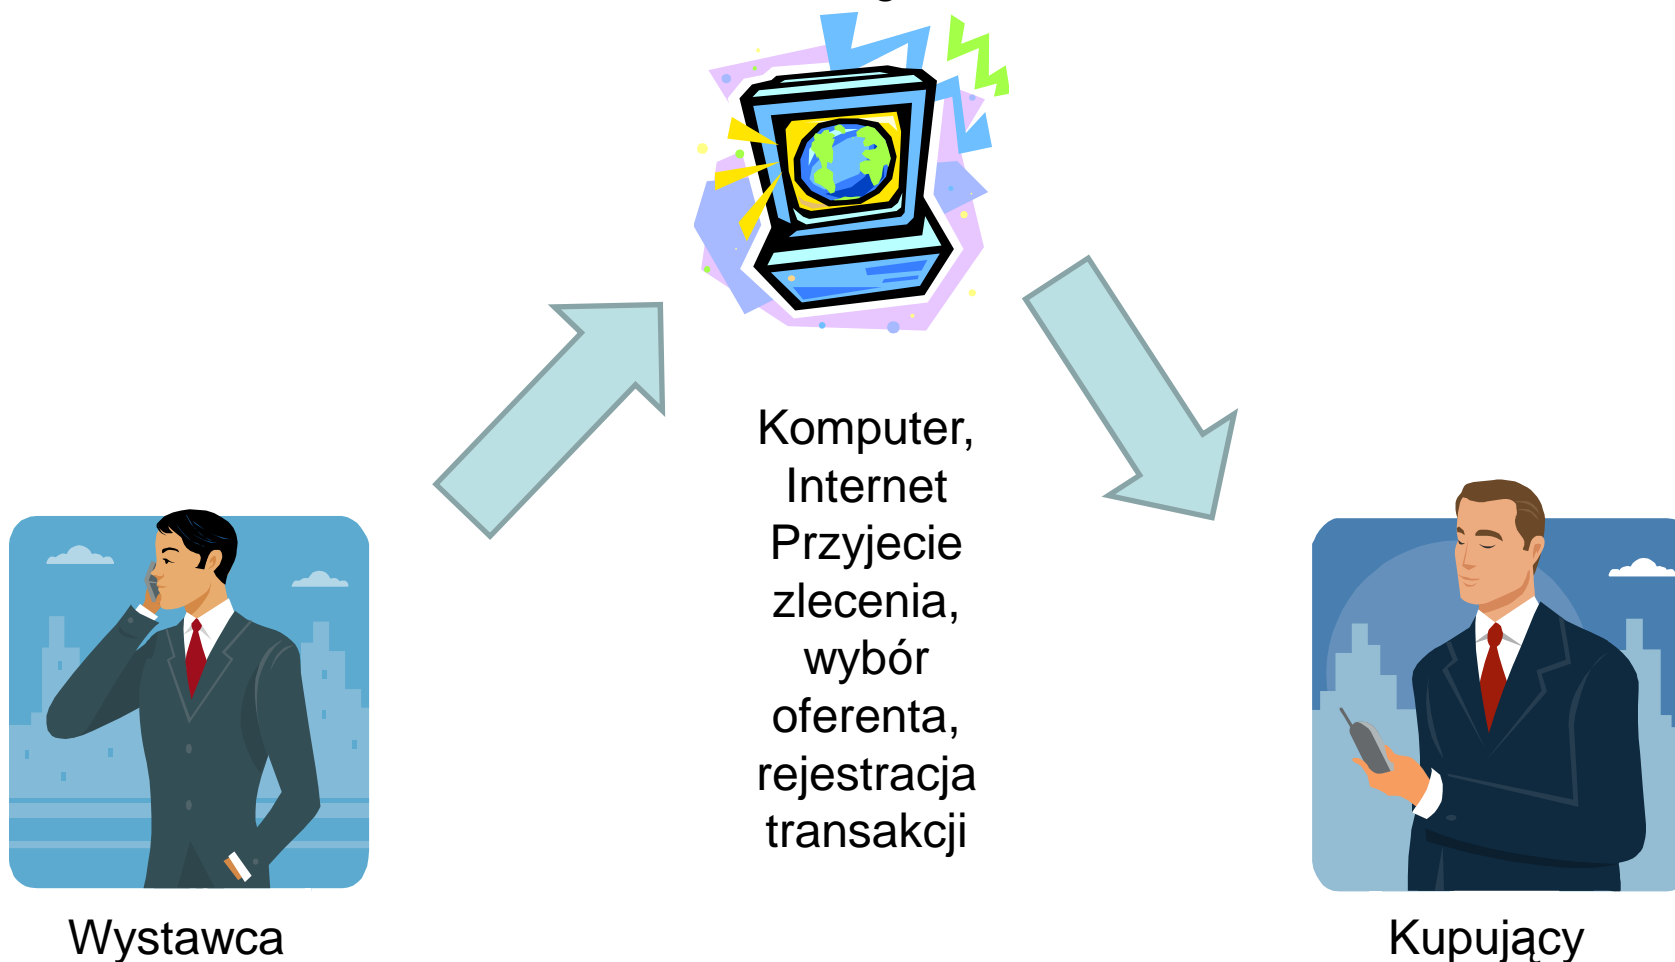 Komputer,
Internet
Przyjecie
zlecenia,
wybór
oferenta,
rejestracja
transakcji
Wystawca
Kupujący